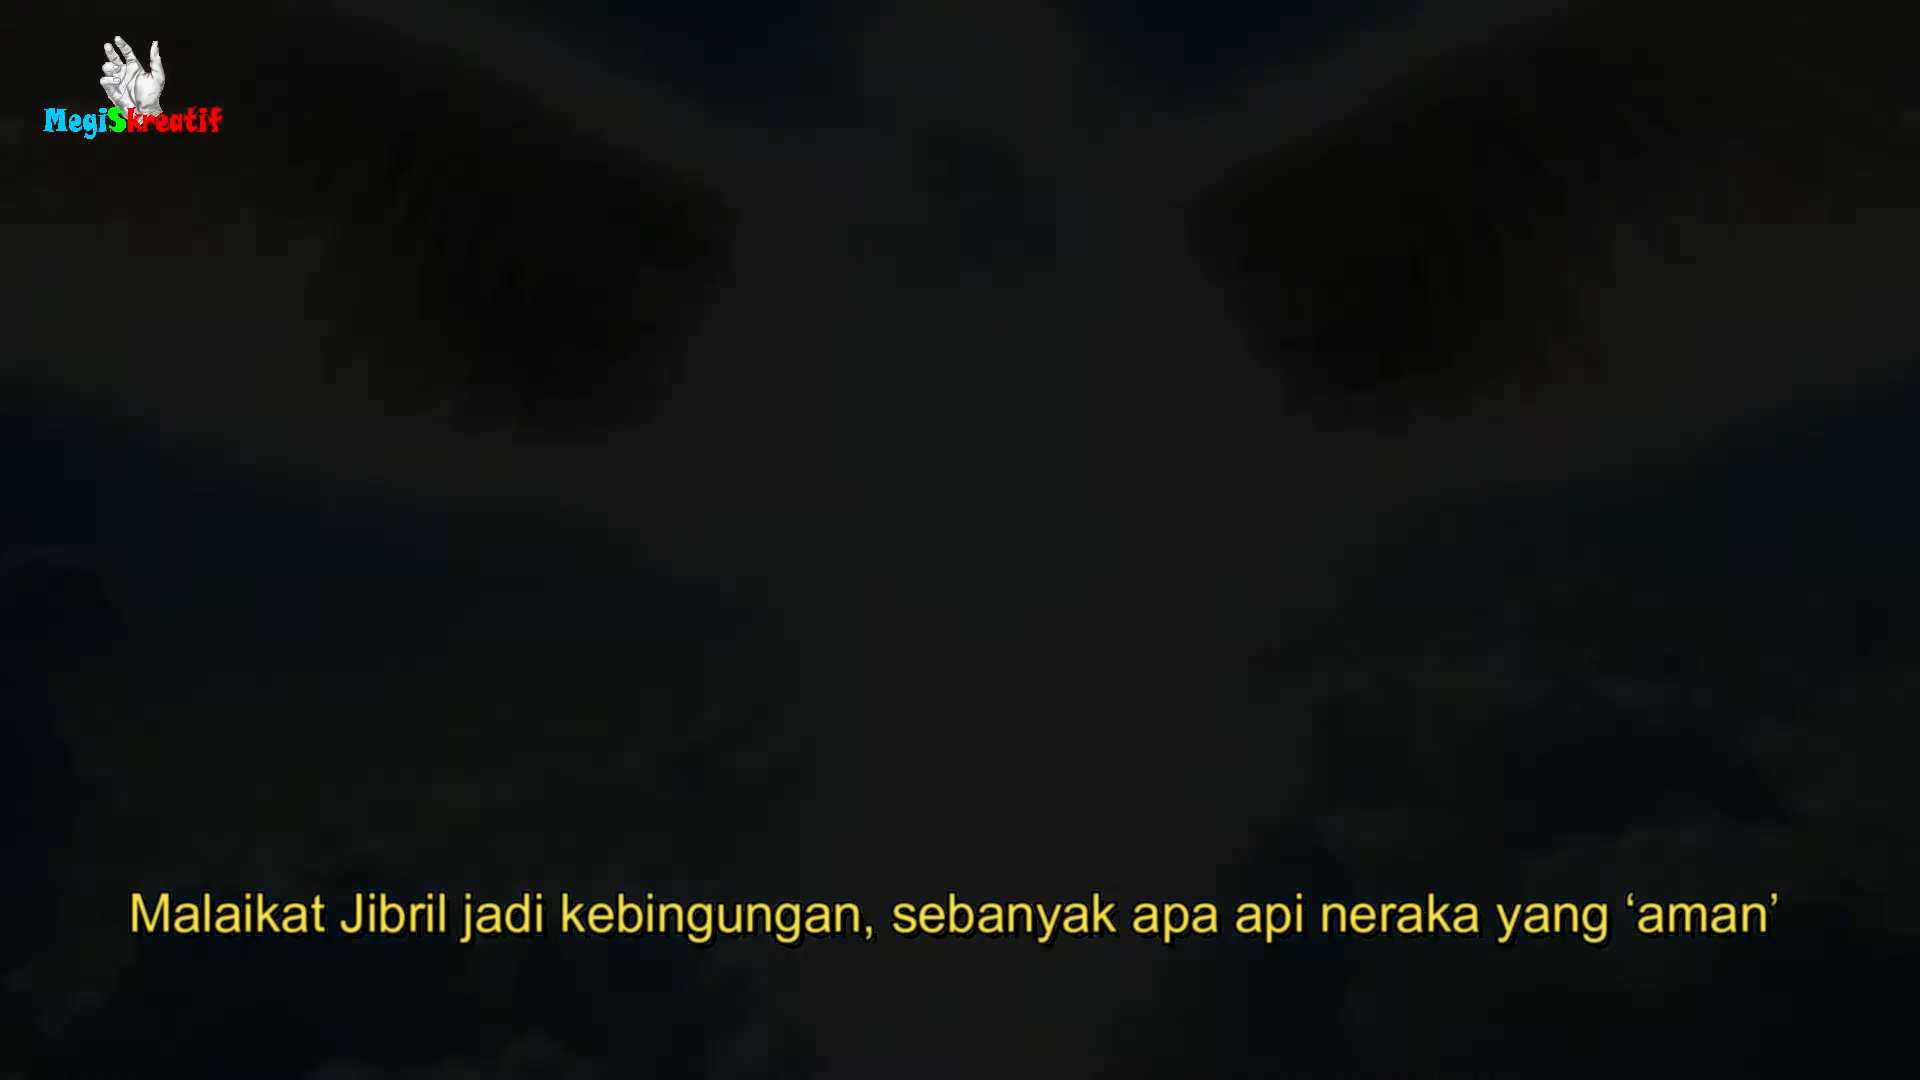 MegiSkreatif
Malaikat Jibril jadi kebingungan, sebanyak apa api neraka yang ‘aman’